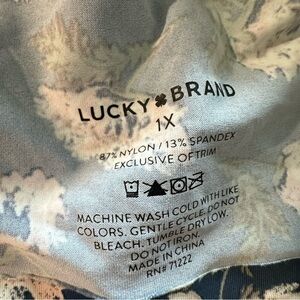 LUCKY BRAND
1X
87% NYLON / 13% SPANDEX
EXCLUSIVE OF TRIM
MACHINE WASH COLD WITH LIKE
COLORS. GENTLE CYCLE. DO NOT
BLEACH. TUMBLE DRY LOW.
DO NOT IRON.
MADE IN CHINA
RN# 71222